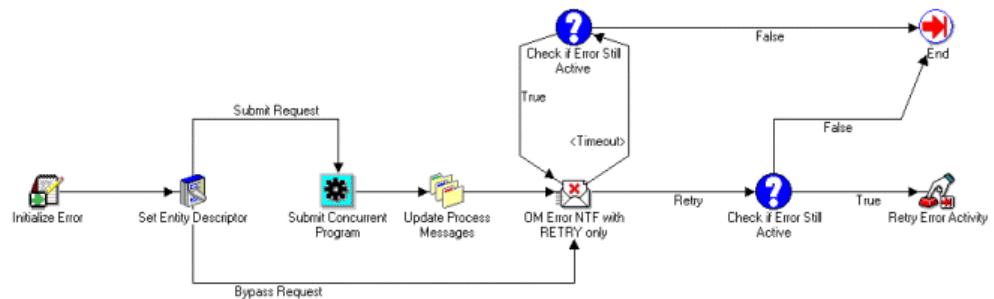 Check if Error Still
Active
False
End
True
<Timeout>
Submit Request
False
Initialize Error
Set Entity Descriptor
Submit Concurrent
Program
Update Process
Messages
OM Error NTF with
RETRY only
Retry
Check if Error Still
Active
True
Retry Error Activity
Bypass Request